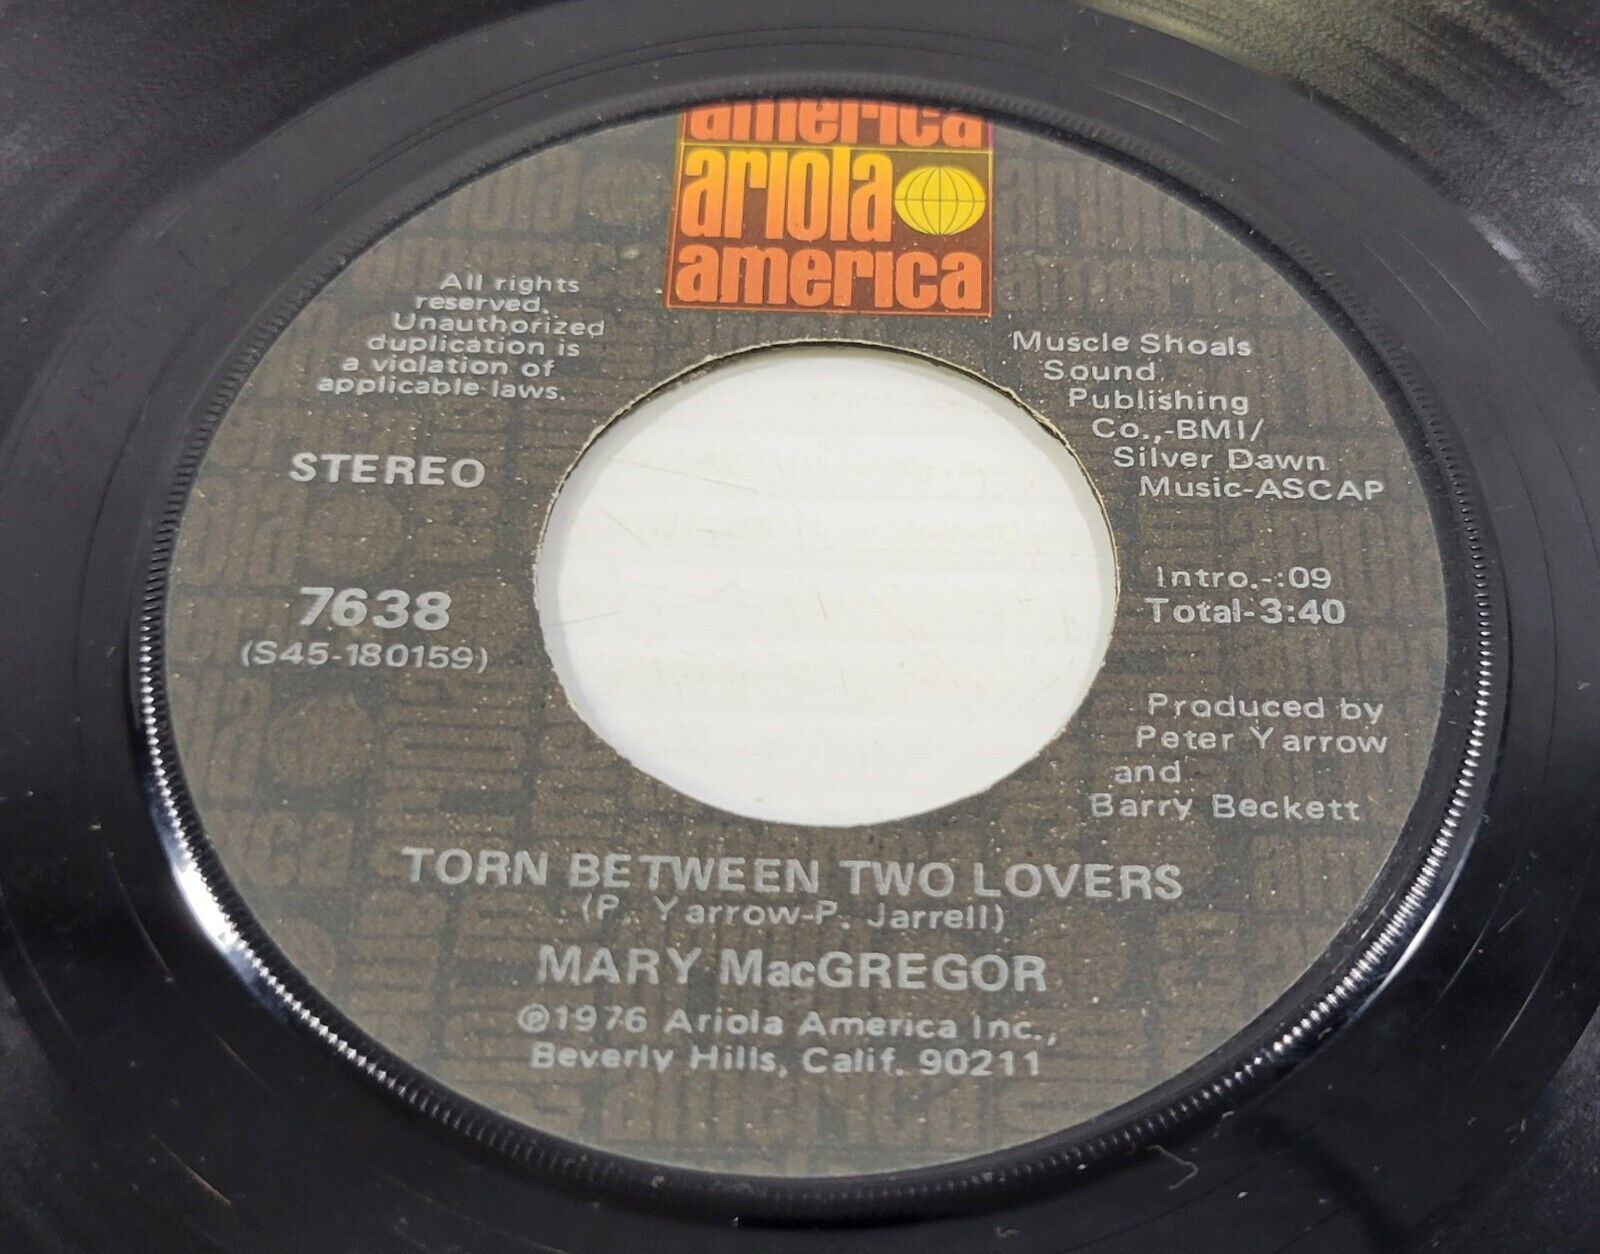 america
ariola
america
All rights
reserved.
Unauthorized
duplication is
a violation of
applicable laws.
STEREO
7638
(S45-180159)
Muscle Shoals
Sound
Publishing
Co.,-BMI/
Silver Dawn
Music-ASCAP
Intro.-:09
Total-3:40
Produced by
Peter Yarrow
and
Barry Beckett
TORN BETWEEN TWO LOVERS
(P. Yarrow-P. Jarrell)
MARY MacGREGOR
℗1976 Ariola America Inc.,
Beverly Hills, Calif. 90211